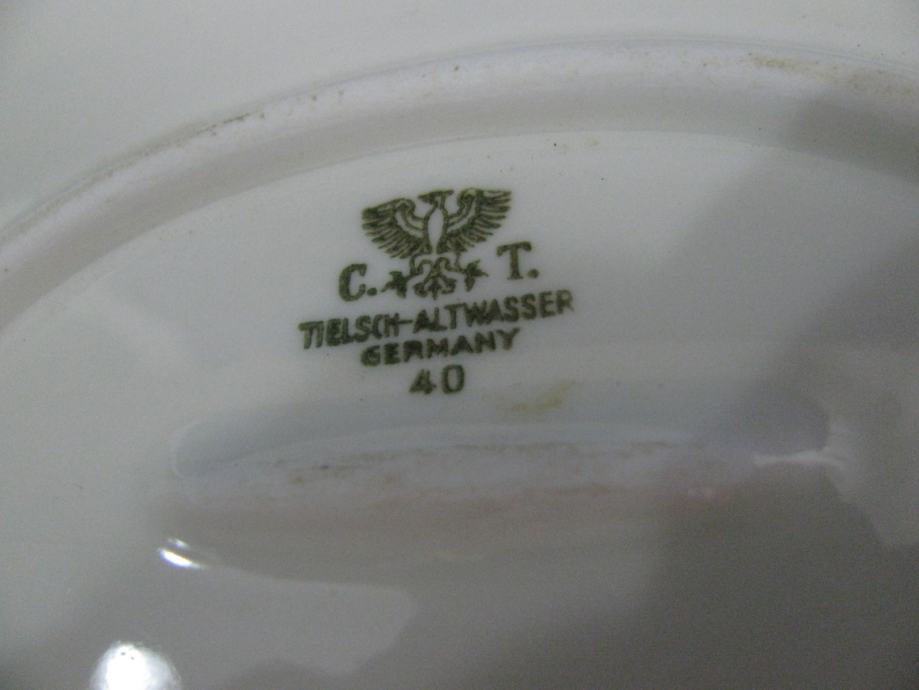 C. T.
TIELSCH-ALTWASSER
GERMANY
40